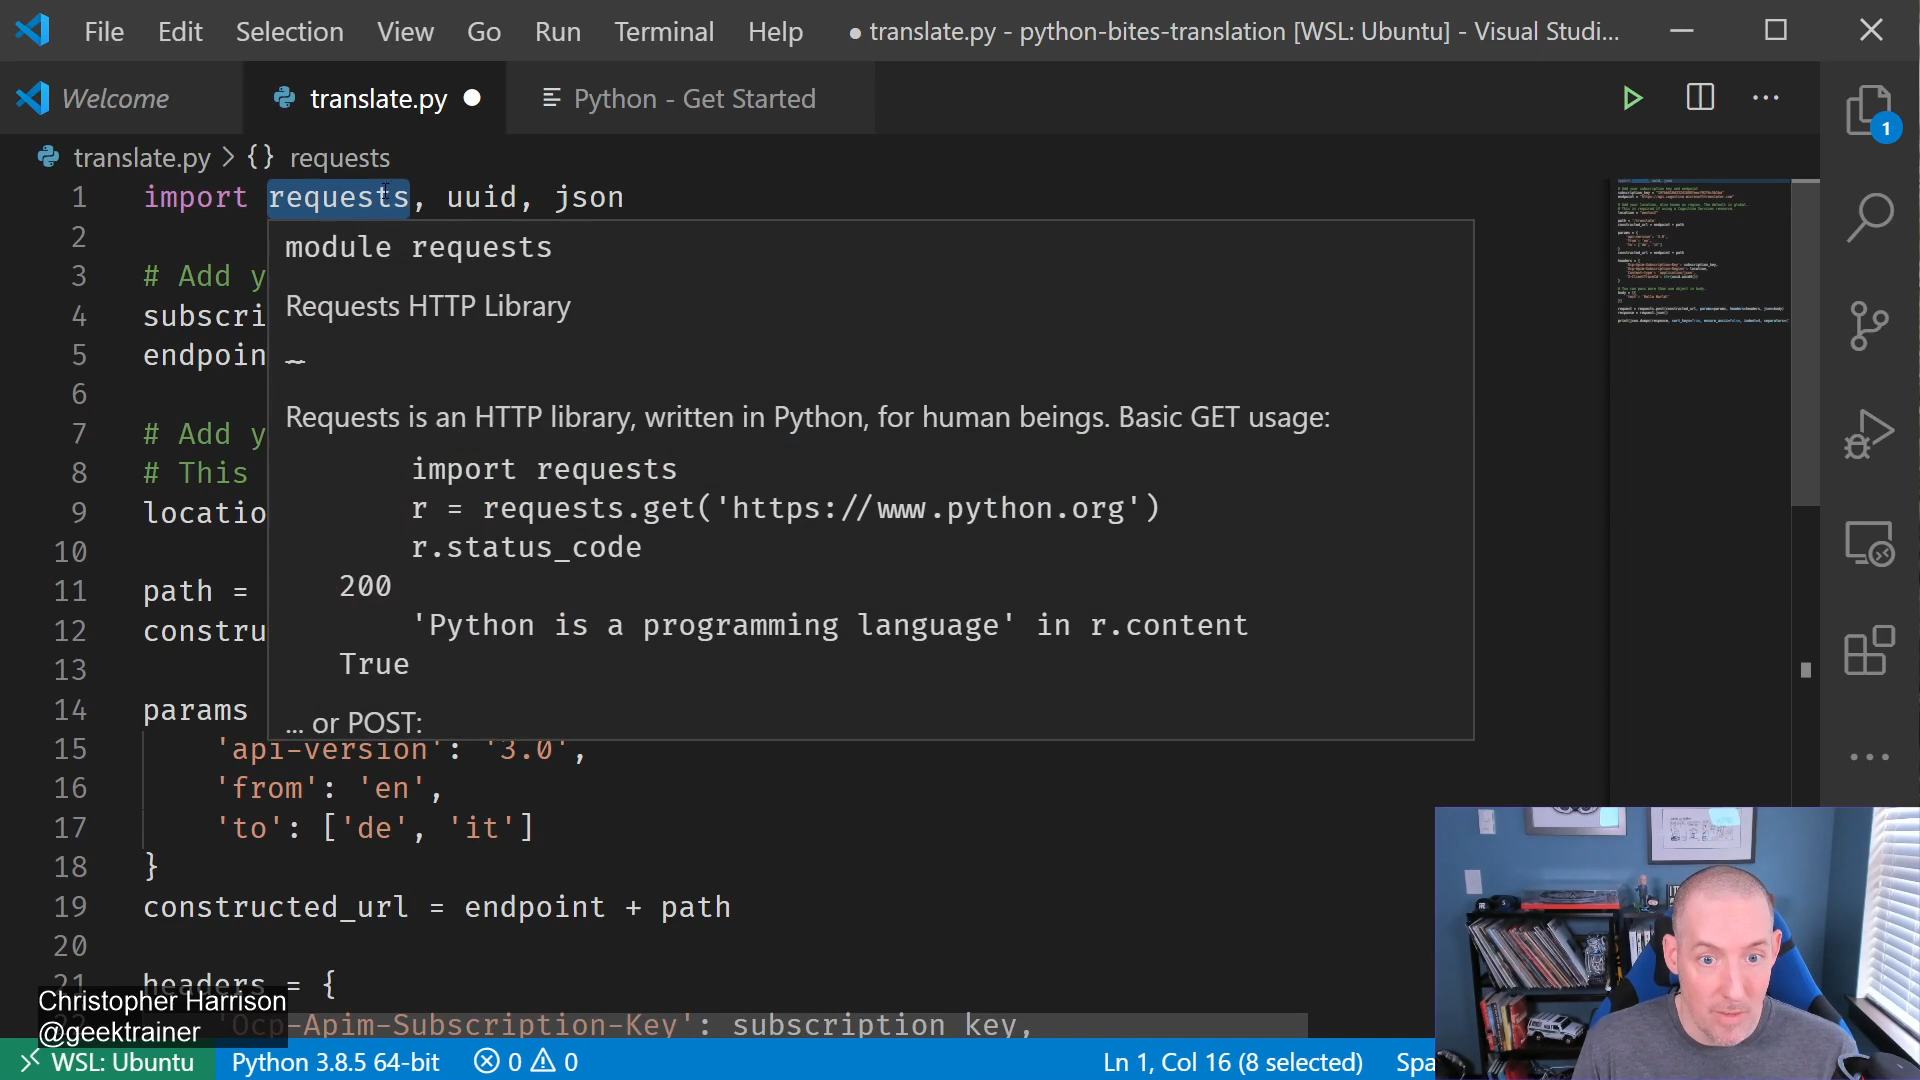 File Edit Selection View Go Run Terminal Help ● translate.py - python-bites-translation [WSL: Ubuntu] - Visual Studi...
Welcome translate.py Python - Get Started
translate.py > {} requests
1 import requests, uuid, json
2
3 # Add y
4 subscri
5 endpoin
6
7 # Add y
8 # This
9 locatio
10
11 path =
12 constru
13
14 params
module requests
Requests HTTP Library
Requests is an HTTP library, written in Python, for human beings. Basic GET usage:
import requests
r = requests.get('https://www.python.org')
r.status_code
200
'Python is a programming language' in r.content
True
... or POST:
15 'api-version': '3.0',
16 'from': 'en',
17 'to': ['de', 'it']
18 }
19 constructed_url = endpoint + path
20
21 headers = {
22 'Ocp-Apim-Subscription-Key': subscription_key,
1
Christopher Harrison
@geektrainer
WSL: Ubuntu Python 3.8.5 64-bit 0 0 Ln 1, Col 16 (8 selected) Spa